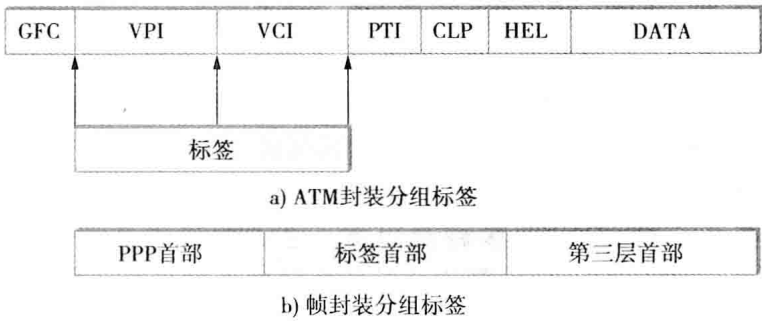 GFC VPI VCI PTI CLP HEL DATA
标签
a) ATM封装分组标签
PPP首部 标签首部 第三层首部
b) 帧封装分组标签